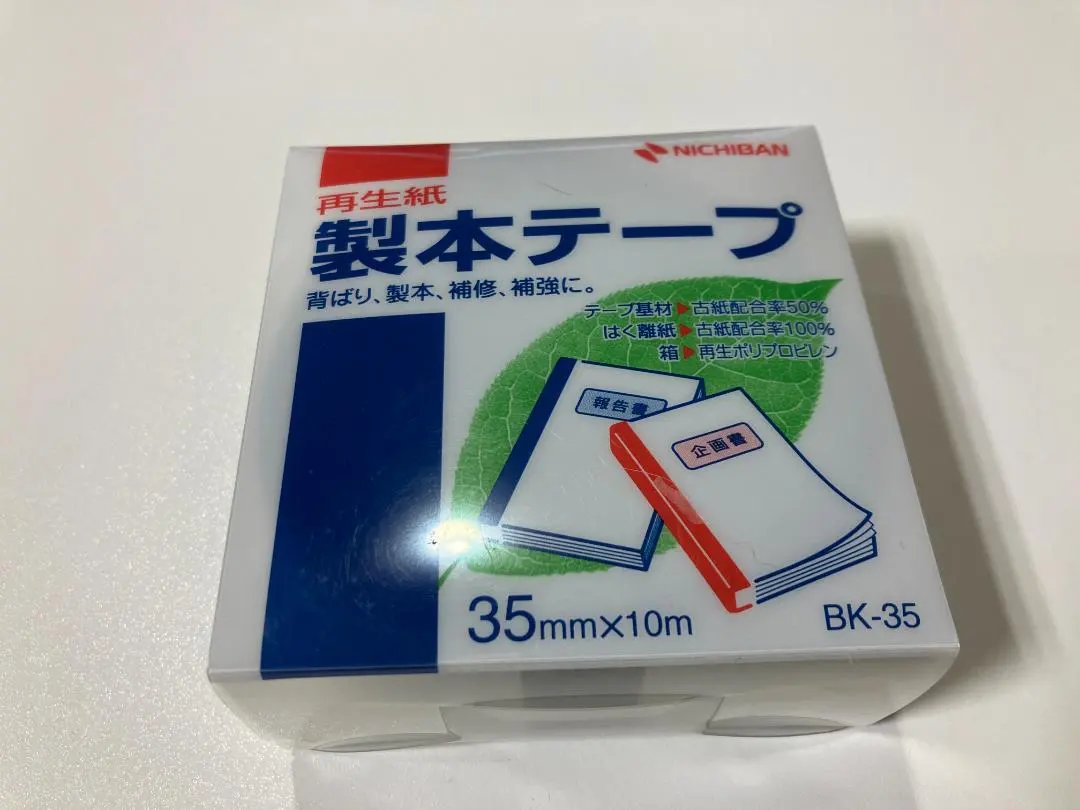 NICHIBAN
再生紙
製本テープ
背ばり、製本、補修、補強に。
テープ基材▶古紙配合率50%
はく離紙▶古紙配合率100%
箱▶再生ポリプロピレン
報告書
企画書
35mm×10m
BK-35